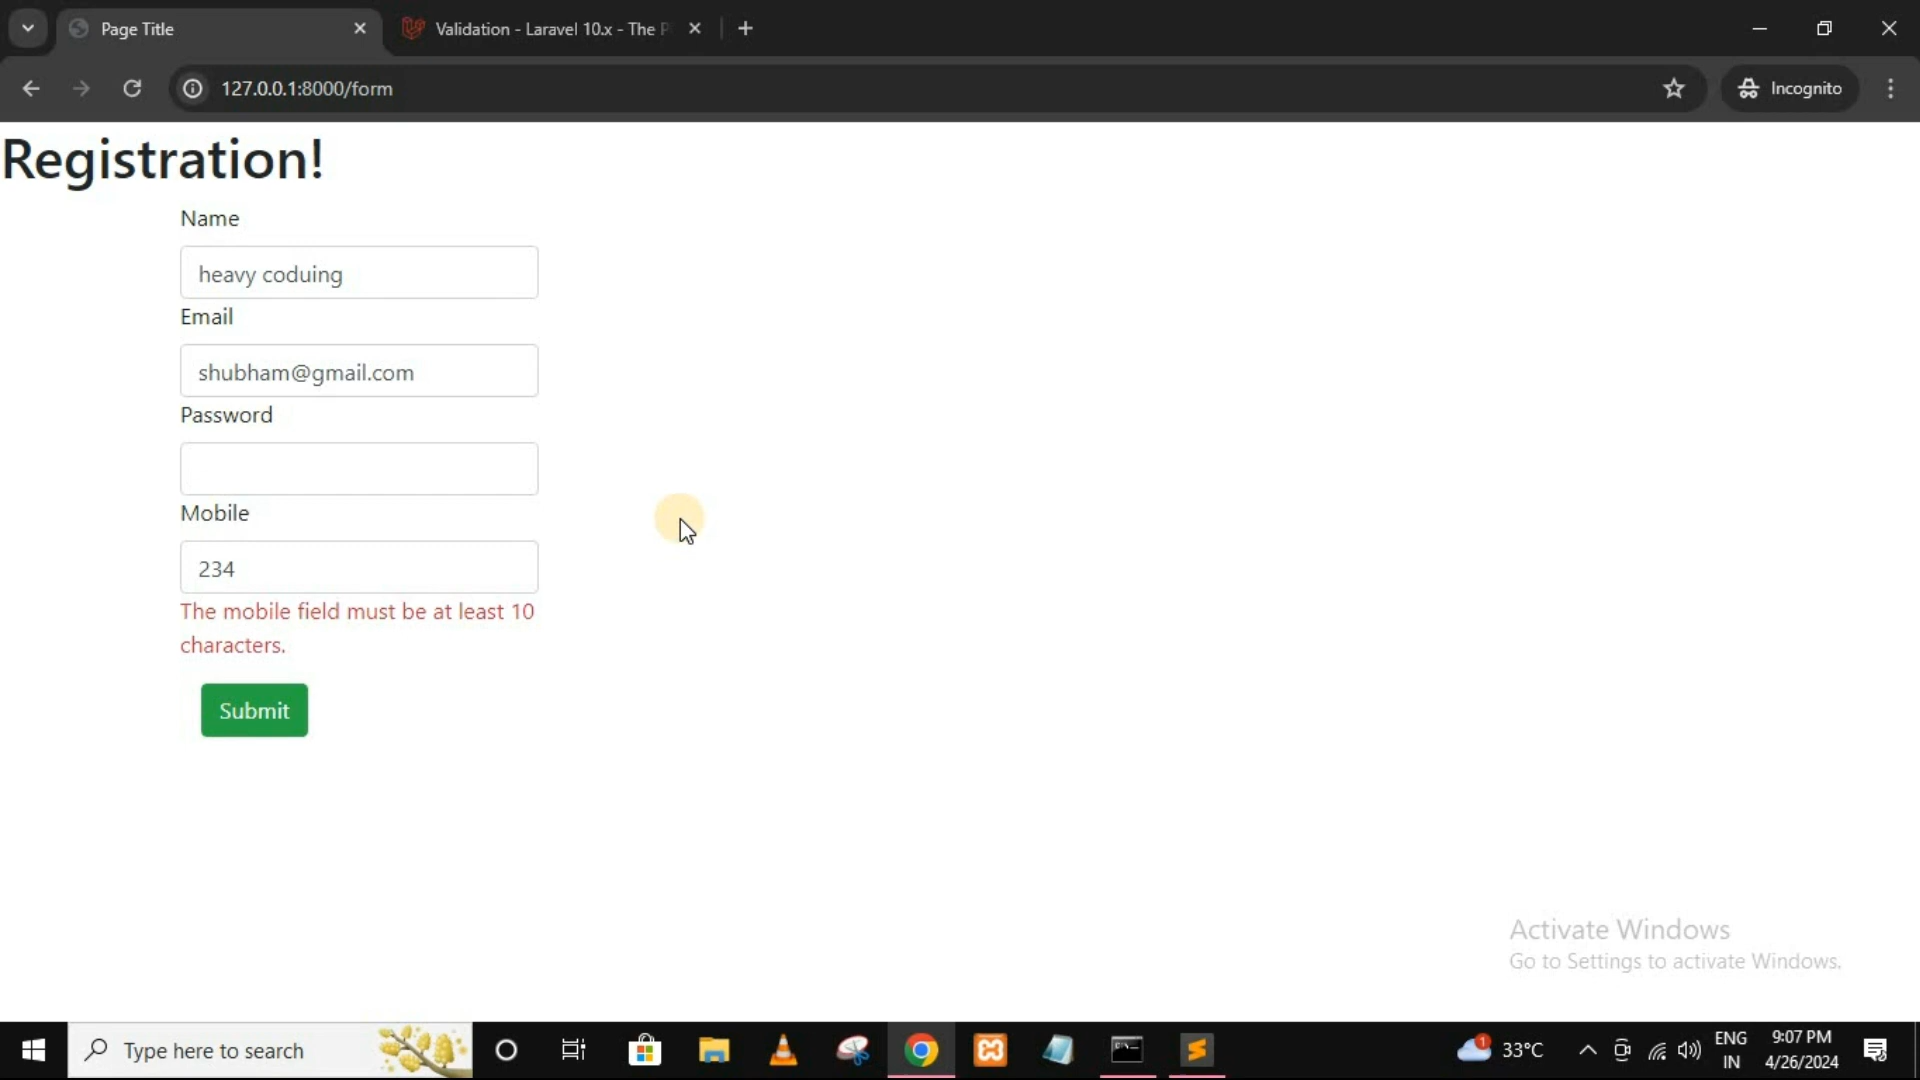 Page Title
Validation - Laravel 10.x - The P
127.0.0.1:8000/form
Incognito
Registration!
Name
heavy coduing
Email
shubham@gmail.com
Password
Mobile
234
The mobile field must be at least 10
characters.
Submit
Activate Windows
Go to Settings to activate Windows.
Type here to search
1
33°C
ENG
IN
9:07 PM
4/26/2024